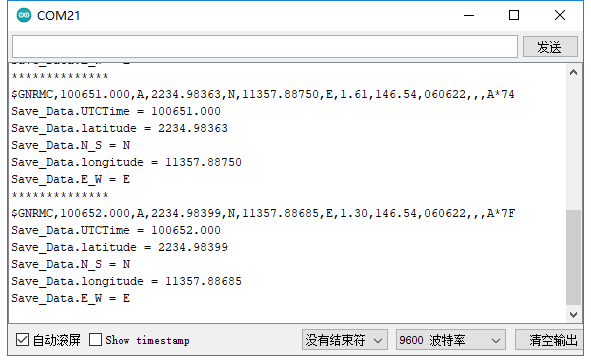 COM21
发送
Save_Data.E_W = E
**************
$GNRMC,100651.000,A,2234.98363,N,11357.88750,E,1.61,146.54,060622,,,A*74
Save_Data.UTCTime = 100651.000
Save_Data.latitude = 2234.98363
Save_Data.N_S = N
Save_Data.longitude = 11357.88750
Save_Data.E_W = E
**************
$GNRMC,100652.000,A,2234.98399,N,11357.88685,E,1.30,146.54,060622,,,A*7F
Save_Data.UTCTime = 100652.000
Save_Data.latitude = 2234.98399
Save_Data.N_S = N
Save_Data.longitude = 11357.88685
Save_Data.E_W = E
自动滚屏 Show timestamp 没有结束符 9600 波特率 清空输出